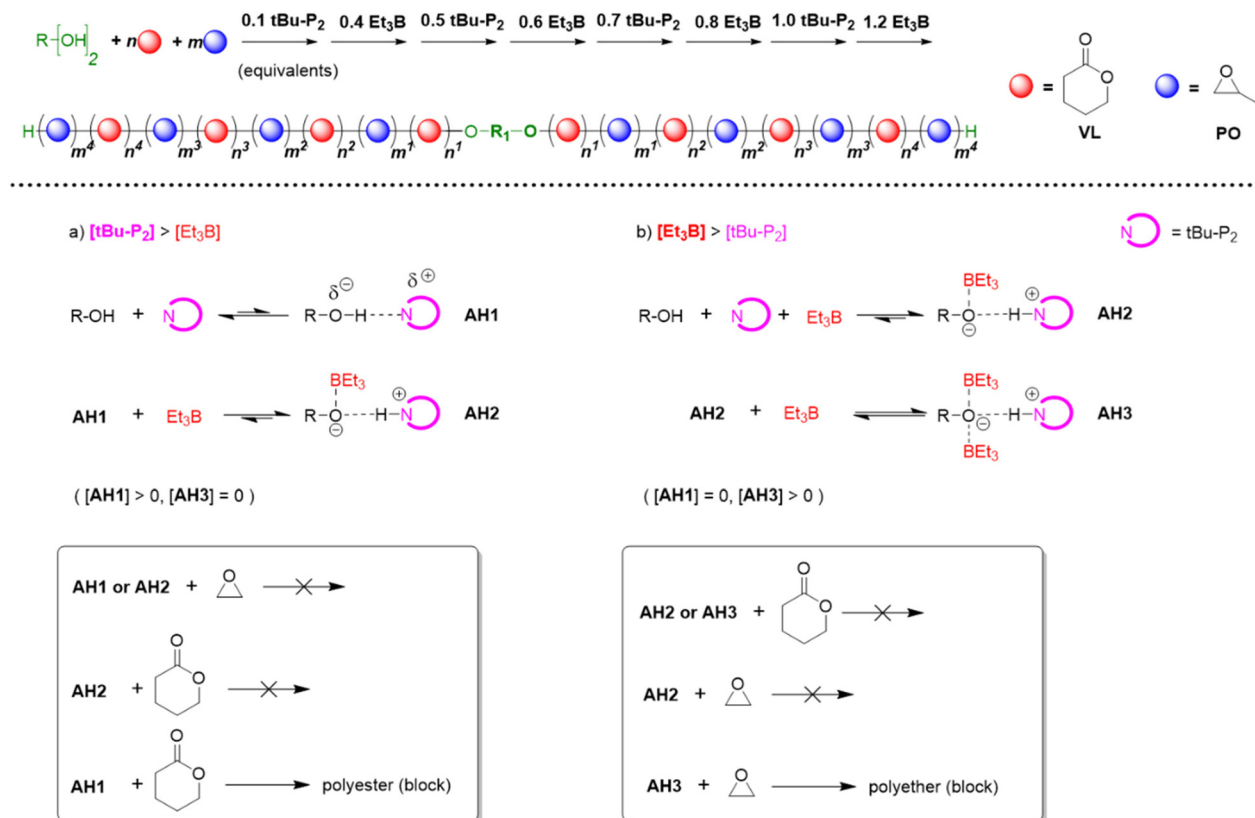 0.1 tBu-P₂ 0.4 Et₃B 0.5 tBu-P₂ 0.6 Et₃B 0.7 tBu-P₂ 0.8 Et₃B 1.0 tBu-P₂ 1.2 Et₃B
R-[OH]₂ + n + m
(equivalents)
= VL = PO
H ( )m⁴ ( )n⁴ ( )m³ ( )n³ ( )m² ( )n² ( )m¹ ( )n¹ O-R₁-O ( )n¹ ( )m¹ ( )n² ( )m² ( )n³ ( )m³ ( )n⁴ ( )m⁴ H
a) [tBu-P₂] > [Et₃B]
b) [Et₃B] > [tBu-P₂]
N = tBu-P₂
R-OH + N ⇌ R-O-H----N AH1
δ⊖ δ⊕
R-OH + N + Et₃B ⇌ R-O----H-N AH2
BEt₃ ⊖ ⊕
AH1 + Et₃B ⇌ R-O----H-N AH2
BEt₃ ⊖ ⊕
AH2 + Et₃B ⇌ R-O----H-N AH3
BEt₃ ⊖ ⊕ BEt₃
( [AH1] > 0, [AH3] = 0 )
( [AH1] = 0, [AH3] > 0 )
AH1 or AH2 + O
AH2 + O O
AH1 + O O polyester (block)
AH2 or AH3 + O O
AH2 + O
AH3 + O polyether (block)